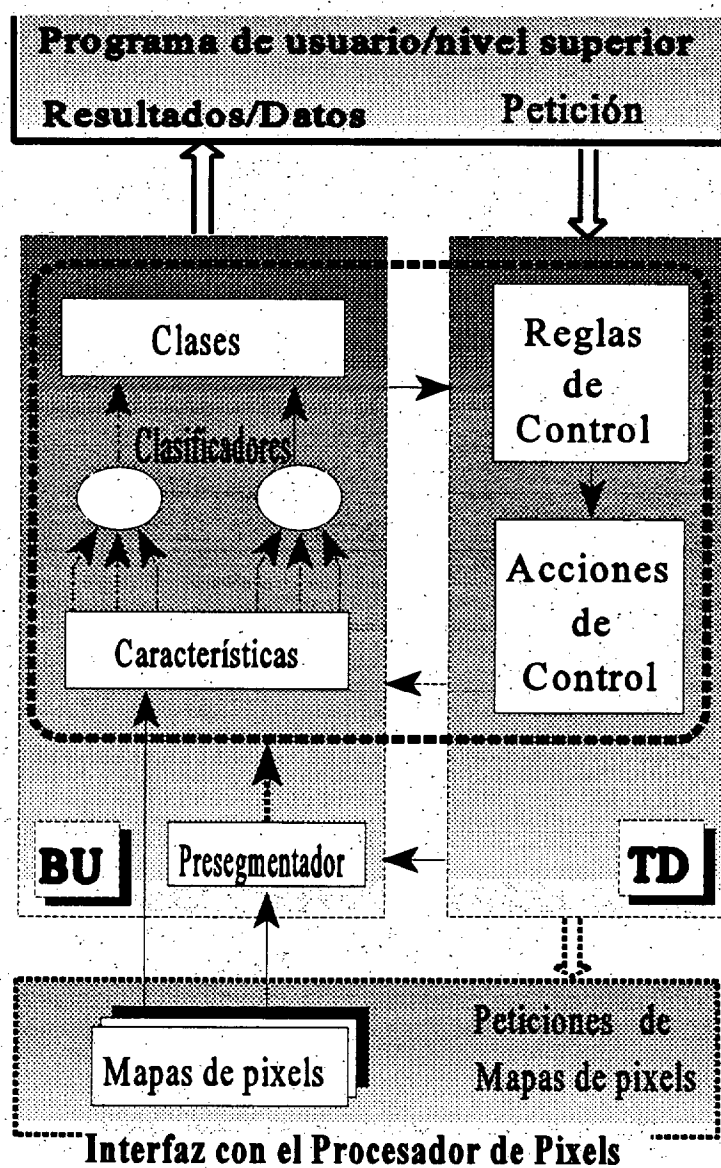 Programa de usuario/nivel superior
Resultados/Datos
Petición
Clases
Clasificadores
Características
Reglas
de
Control
Acciones
de
Control
BU
Presegmentador
TD
Mapas de pixels
Peticiones de
Mapas de pixels
Interfaz con el Procesador de Pixels